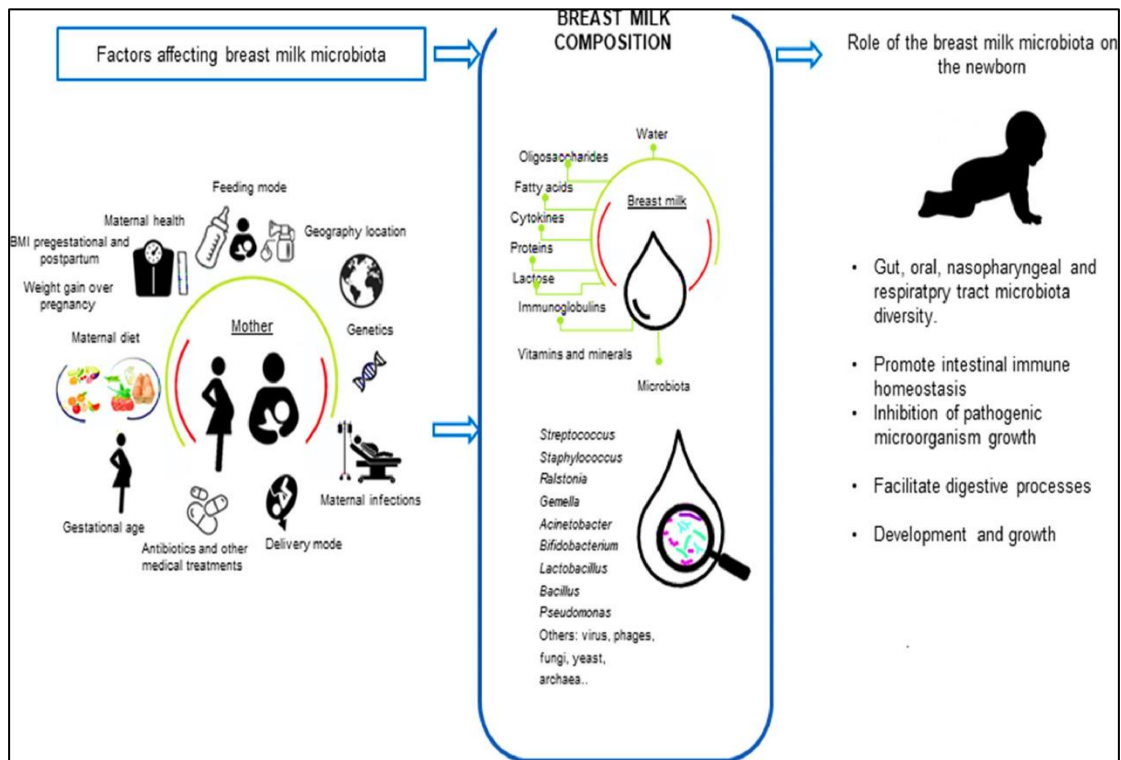 BREAST MILK
COMPOSITION
Factors affecting breast milk microbiota
Role of the breast milk microbiota on
the newborn
Feeding mode
Maternal health
BMI pregestational and
postpartum
Geography location
Weight gain over
pregnancy
Mother
Genetics
Maternal diet
Maternal infections
Gestational age
Delivery mode
Antibiotics and other
medical treatments
Water
Oligosaccharides
Fatty acids
Breast milk
Cytokines
Proteins
Lactose
Immunoglobulins
Vitamins and minerals
Microbiota
Streptococcus
Staphylococcus
Ralstonia
Gemella
Acinetobacter
Bifidobacterium
Lactobacillus
Bacillus
Pseudomonas
Others: virus, phages,
fungi, yeast,
archaea..
• Gut, oral, nasopharyngeal and
respiratpry tract microbiota
diversity.
• Promote intestinal immune
homeostasis
• Inhibition of pathogenic
microorganism growth
• Facilitate digestive processes
• Development and growth